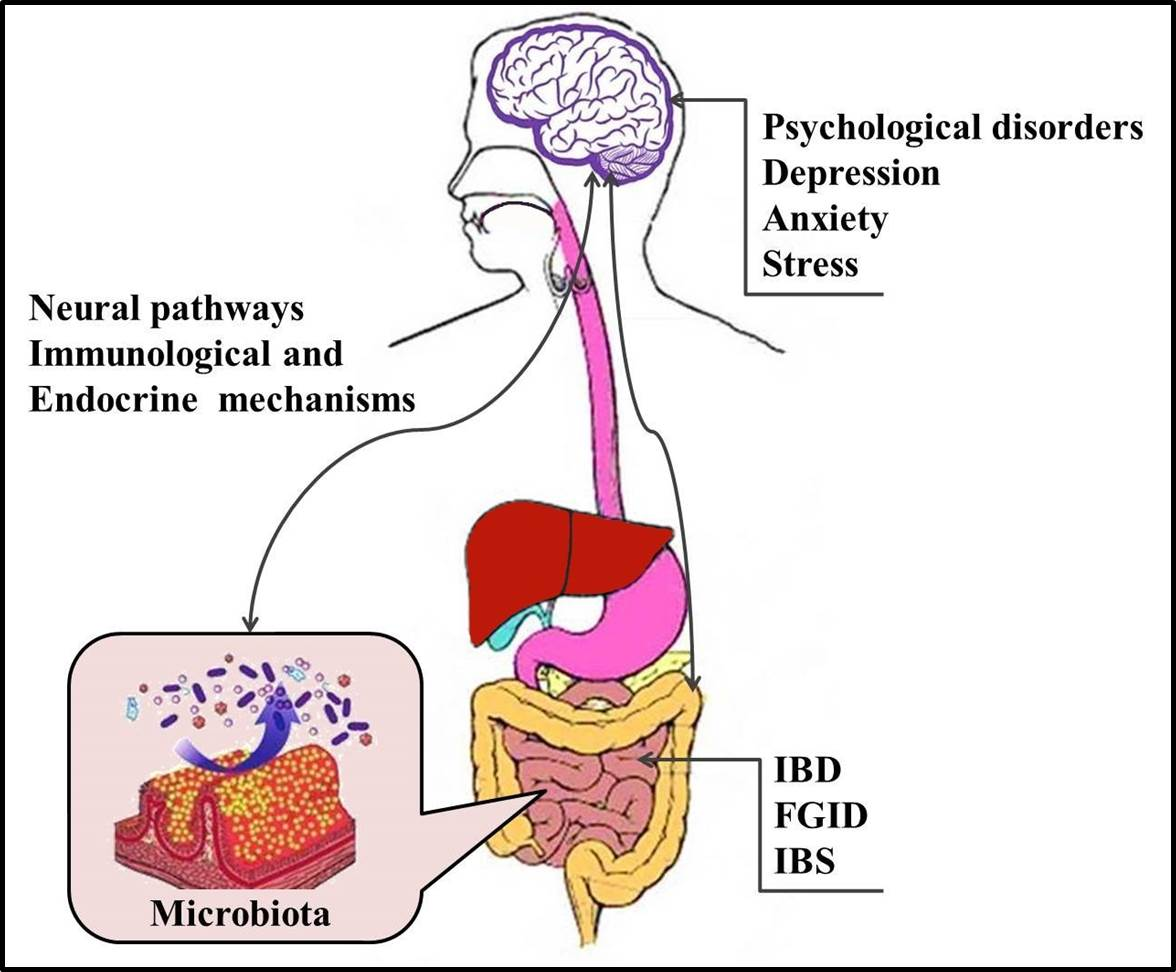 Psychological disorders
Depression
Anxiety
Stress
Neural pathways
Immunological and
Endocrine  mechanisms
IBD
FGID
IBS
Microbiota